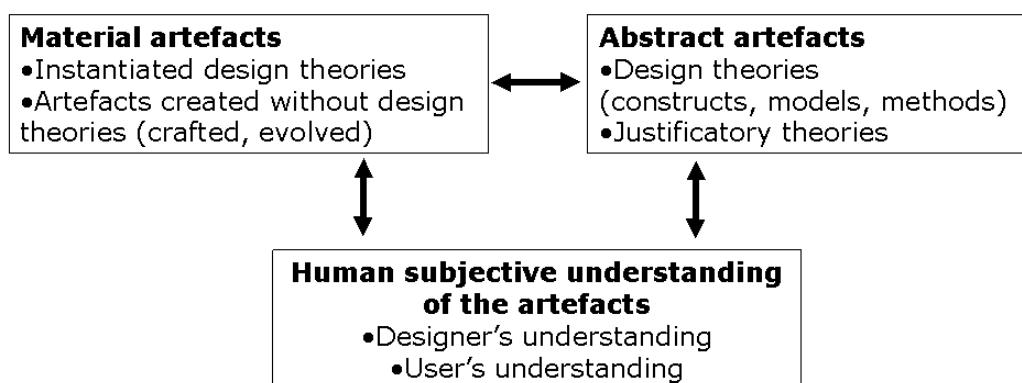 Material artefacts
•Instantiated design theories
•Artefacts created without design
theories (crafted, evolved)
Abstract artefacts
•Design theories
(constructs, models, methods)
•Justificatory theories
Human subjective understanding
of the artefacts
•Designer’s understanding
•User’s understanding